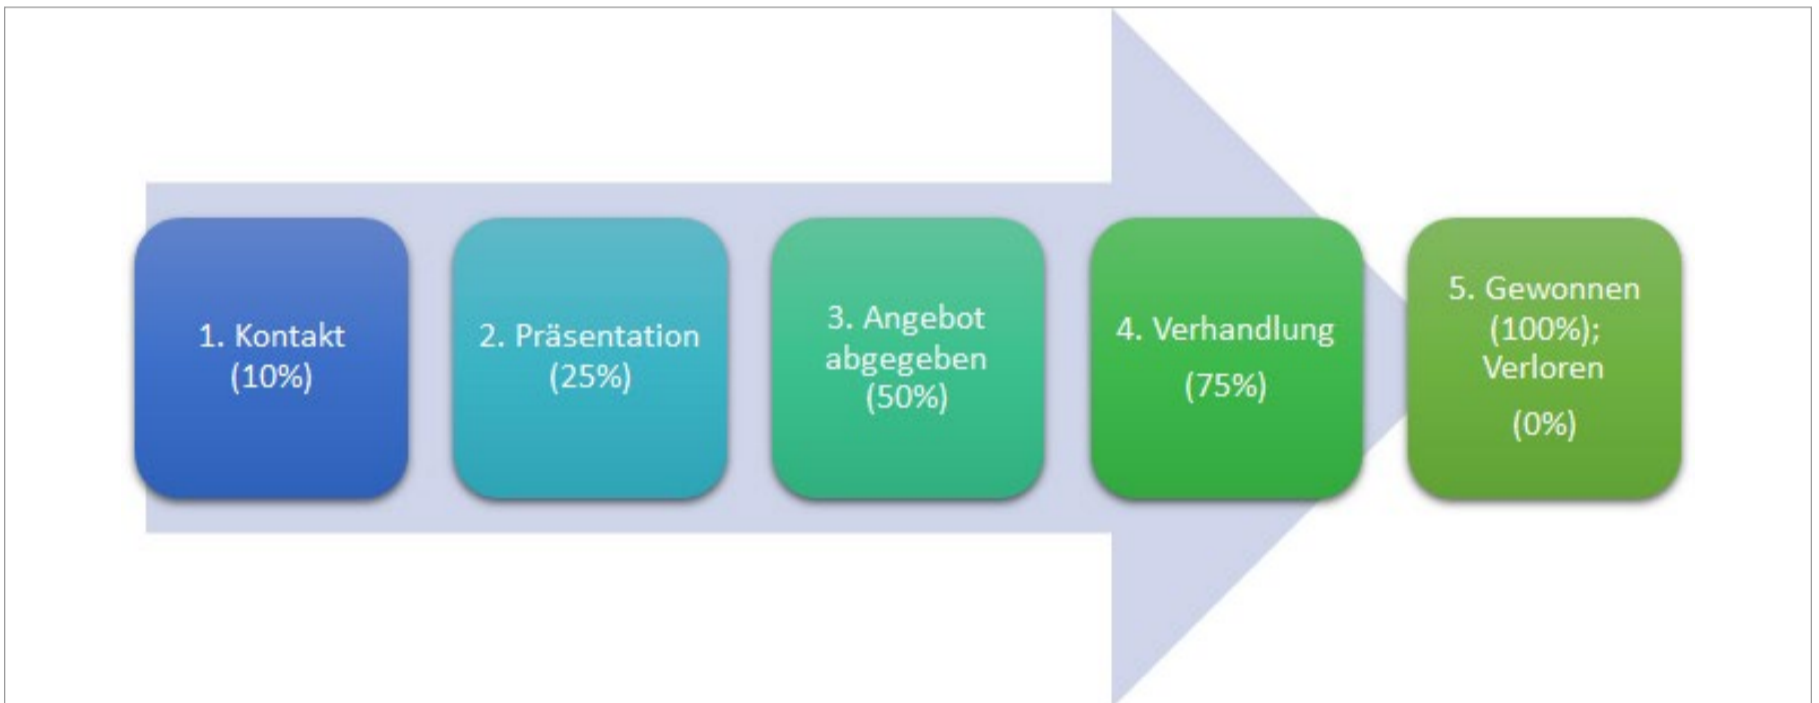 1. Kontakt
(10%)
2. Präsentation
(25%)
3. Angebot
abgegeben
(50%)
4. Verhandlung
(75%)
5. Gewonnen
(100%);
Verloren
(0%)